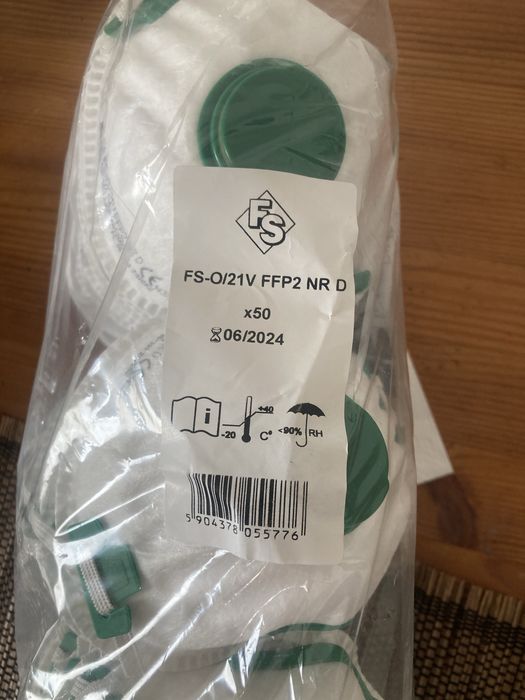 FS
FS-O/21V FFP2 NR D
x50
06/2024
i
+40
-20
C°
<90%
RH
5 904378 055776